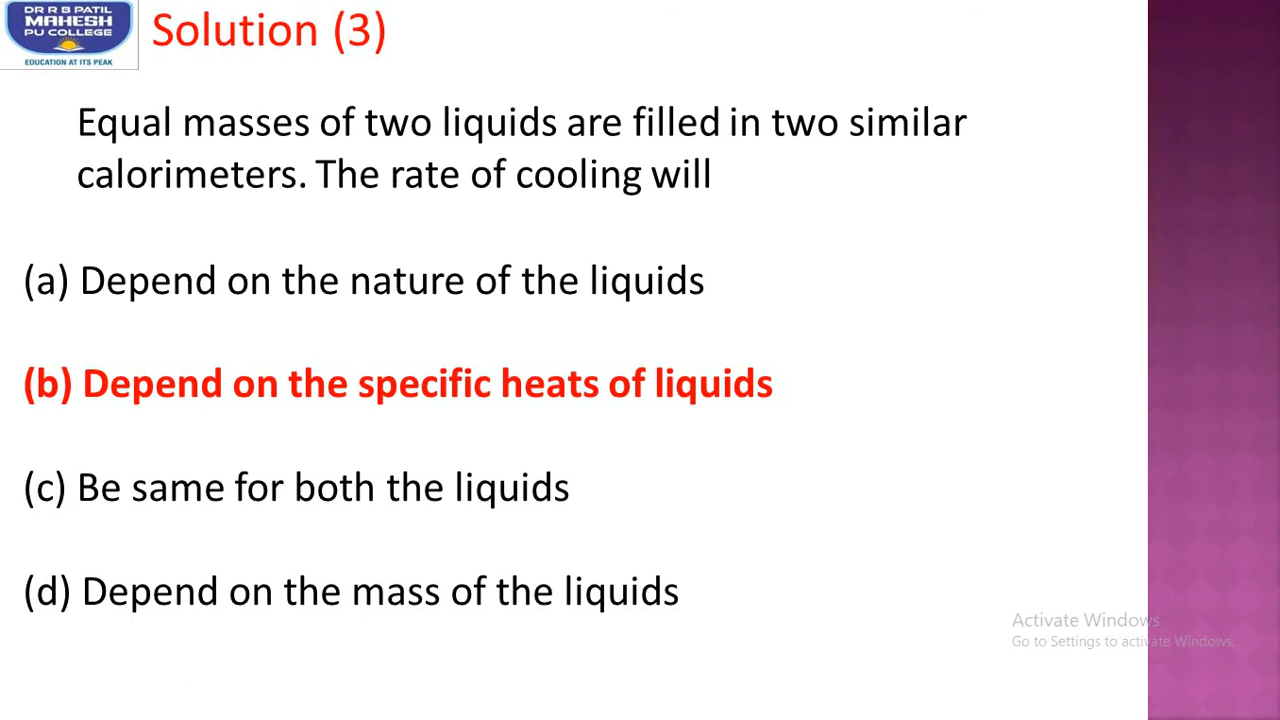 DR R B PATIL
MAHESH
PU COLLEGE
EDUCATION AT ITS PEAK
Solution (3)
Equal masses of two liquids are filled in two similar
calorimeters. The rate of cooling will
(a) Depend on the nature of the liquids
(b) Depend on the specific heats of liquids
(c) Be same for both the liquids
(d) Depend on the mass of the liquids
Activate Windows
Go to Settings to activate Windows.